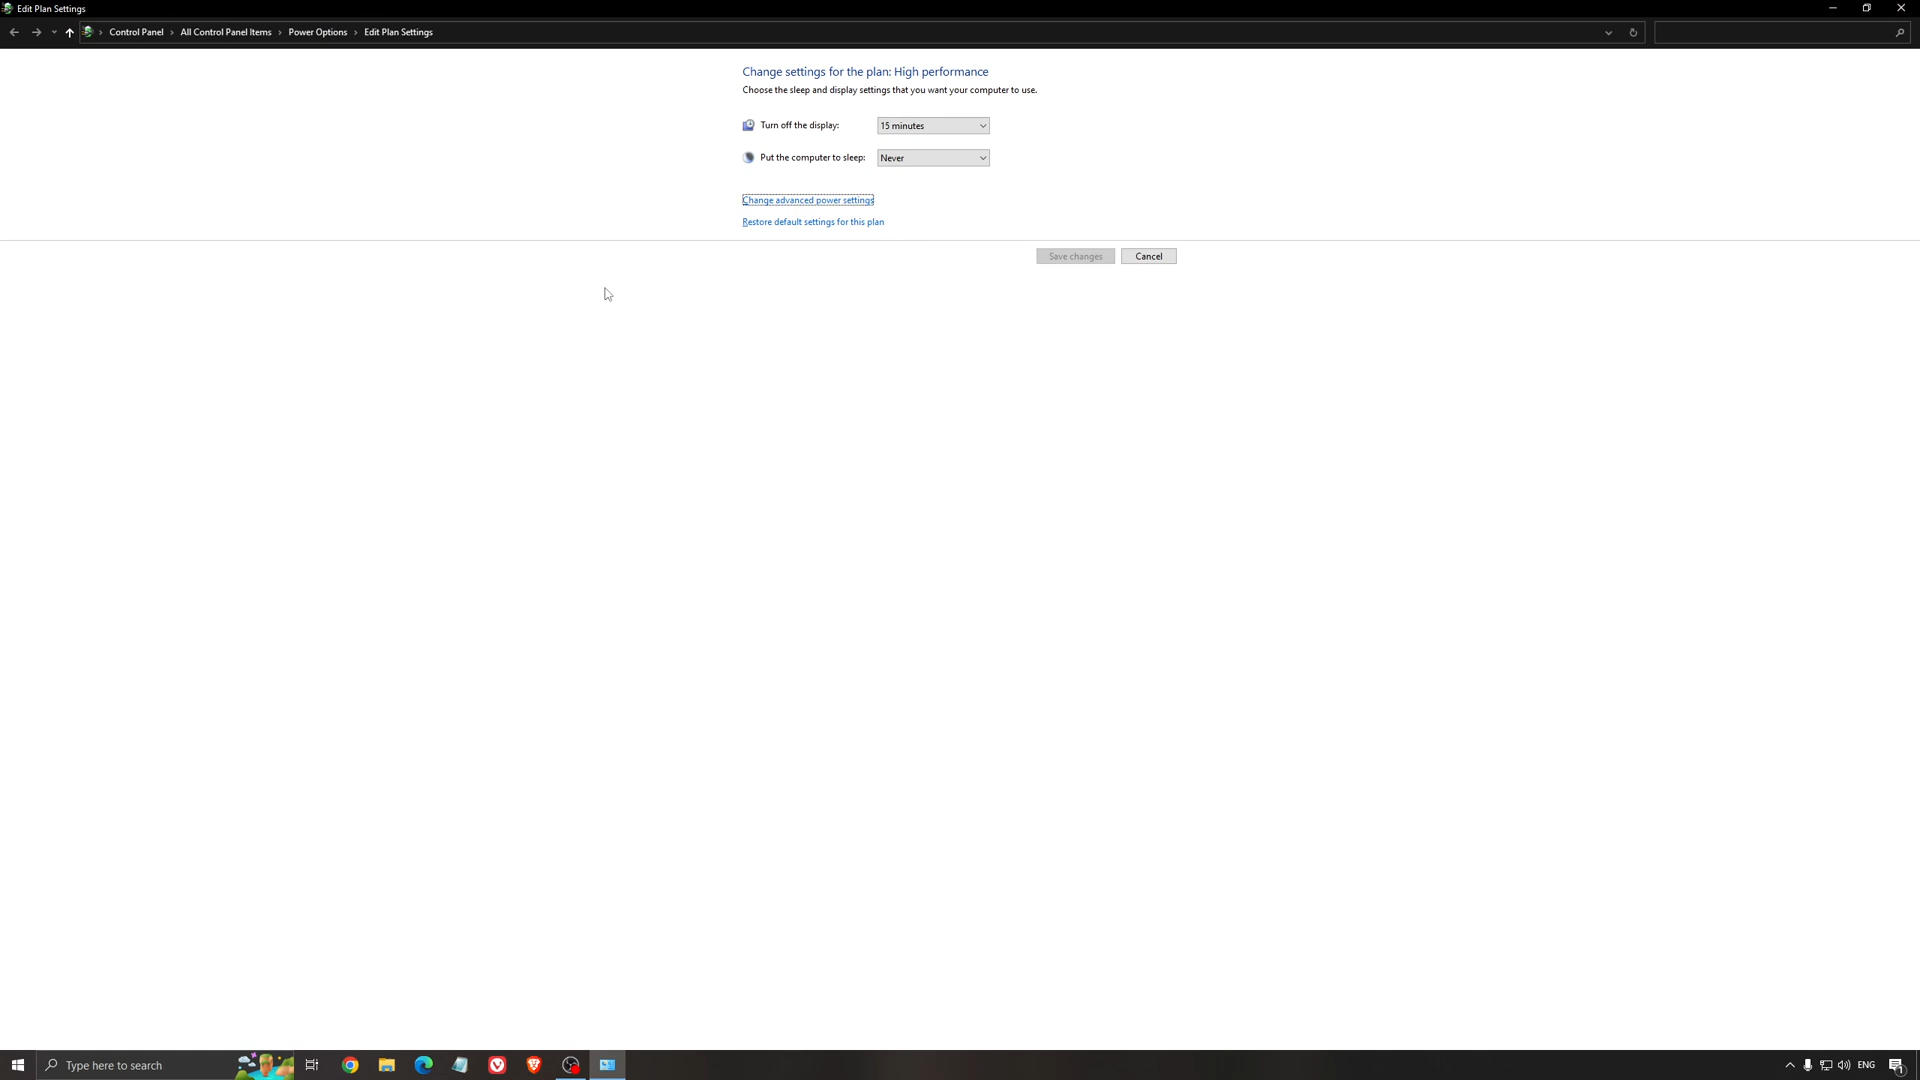 Edit Plan Settings
Control Panel > All Control Panel Items > Power Options > Edit Plan Settings
Change settings for the plan: High performance
Choose the sleep and display settings that you want your computer to use.
Turn off the display: 15 minutes
Put the computer to sleep: Never
Change advanced power settings
Restore default settings for this plan
Save changes Cancel
Type here to search
ENG
1